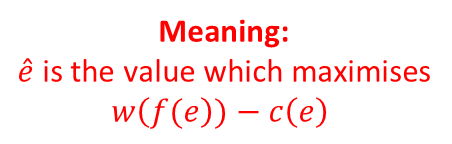 Meaning:
ê is the value which maximises
w(f(e)) − c(e)